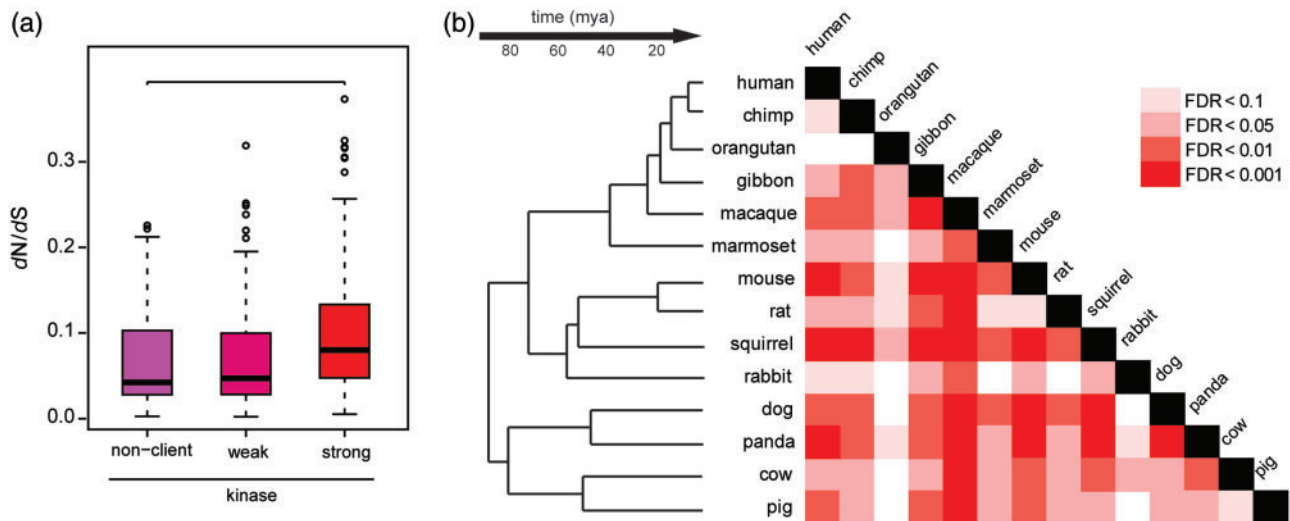 (a)
dN/dS
0.3
0.2
0.1
0.0
non-client
weak
strong
kinase
(b)
time (mya)
80 60 40 20
human
chimp
orangutan
gibbon
macaque
marmoset
mouse
rat
squirrel
rabbit
dog
panda
cow
pig
human
chimp
orangutan
gibbon
macaque
marmoset
mouse
rat
squirrel
rabbit
dog
panda
cow
pig
FDR < 0.1
FDR < 0.05
FDR < 0.01
FDR < 0.001